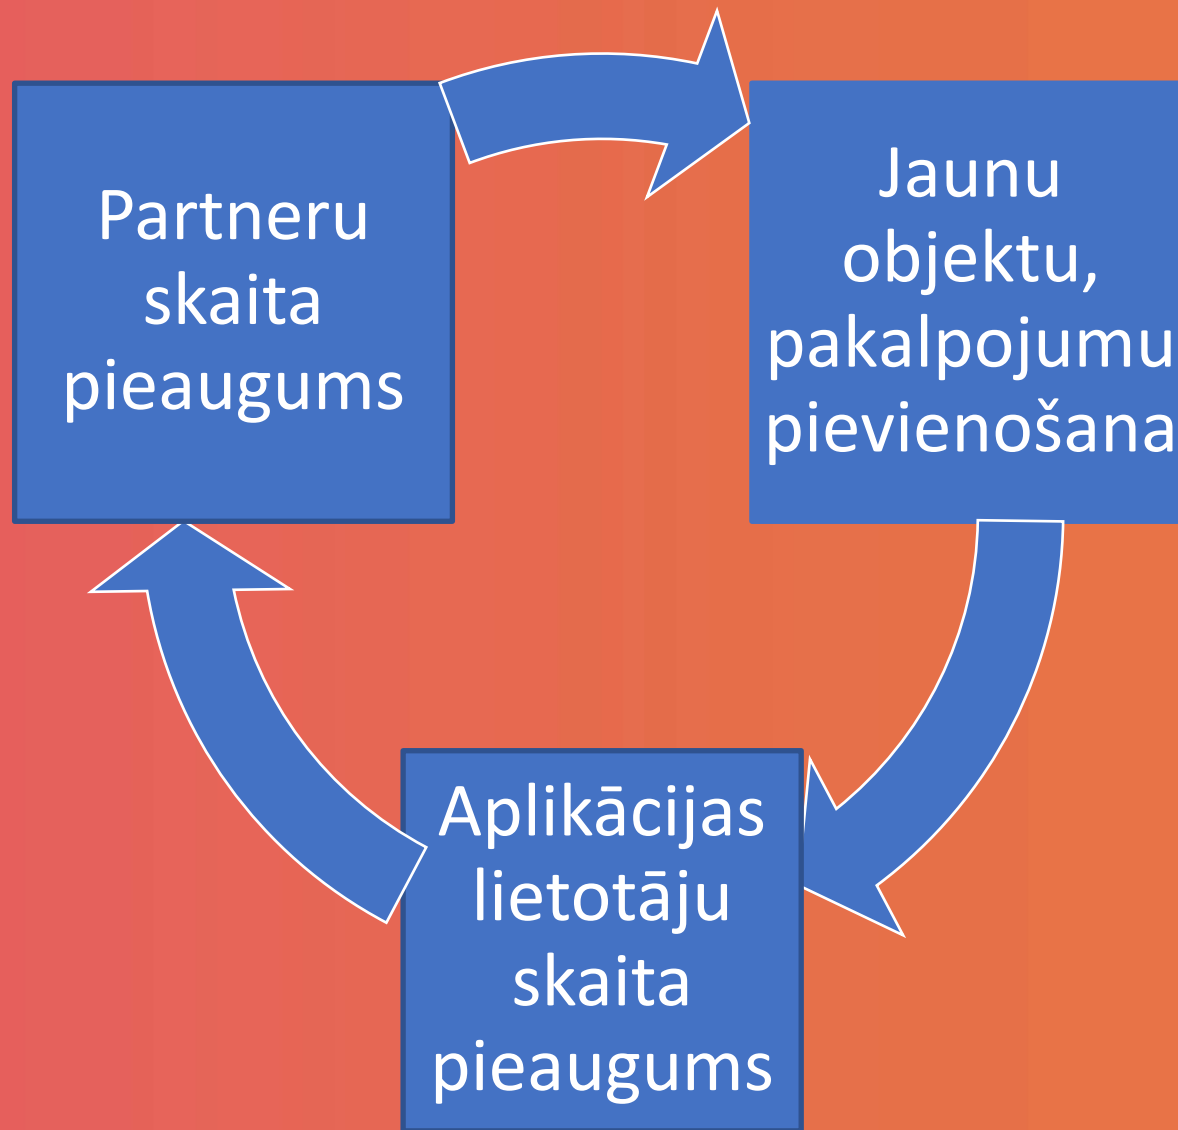 Partneru
skaita
pieaugums
Jaunu
objektu,
pakalpojumu
pievienošana
Aplikācijas
lietotāju
skaita
pieaugums